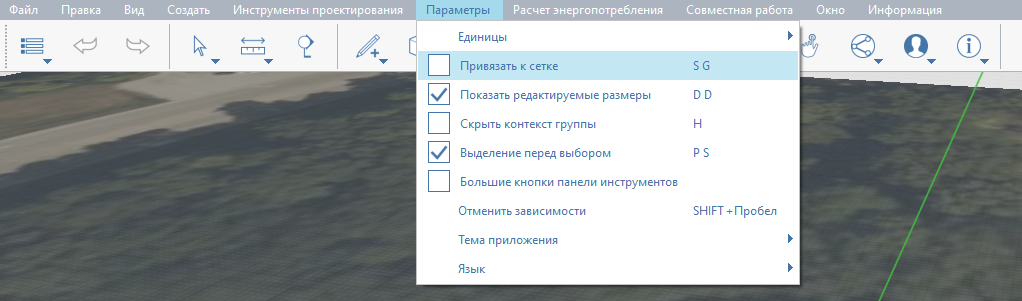 Файл Правка Вид Создать Инструменты проектирования Параметры Расчет энергопотребления Совместная работа Окно Информация
Единицы
Привязать к сетке S G
Показать редактируемые размеры D D
Скрыть контекст группы H
Выделение перед выбором P S
Большие кнопки панели инструментов
Отменить зависимости SHIFT + Пробел
Тема приложения
Язык